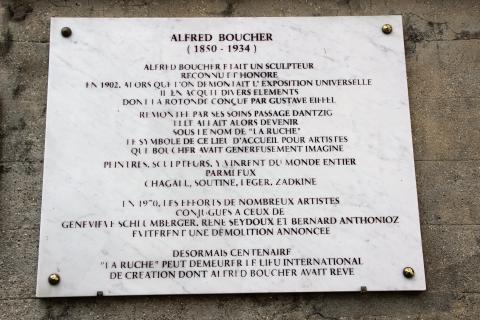 ALFRED BOUCHER
( 1850 - 1934 )
ALFRED BOUCHER ETAIT UN SCULPTEUR
RECONNU ET HONORE
EN 1902, ALORS QUE L'ON DEMONTAIT L'EXPOSITION UNIVERSELLE
IL EN ACQUIT DIVERS ELEMENTS
DONT LA ROTONDE CONÇUE PAR GUSTAVE EIFFEL
REMONTEE PAR SES SOINS PASSAGE DANTZIG
ELLE ALLAIT ALORS DEVENIR
SOUS LE NOM DE "LA RUCHE"
LE SYMBOLE DE CE LIEU D'ACCUEIL POUR ARTISTES
QUE BOUCHER AVAIT GENEREUSEMENT IMAGINE
PEINTRES, SCULPTEURS, Y VINRENT DU MONDE ENTIER
PARMI EUX
CHAGALL, SOUTINE, LEGER, ZADKINE
EN 1970, LES EFFORTS DE NOMBREUX ARTISTES
CONJUGUES A CEUX DE
GENEVIEVE SCHLUMBERGER, RENE SEYDOUX ET BERNARD ANTHONIOZ
EVITERENT UNE DEMOLITION ANNONCEE
DESORMAIS CENTENAIRE
"LA RUCHE" PEUT DEMEURER LE LIEU INTERNATIONAL
DE CREATION DONT ALFRED BOUCHER AVAIT REVE